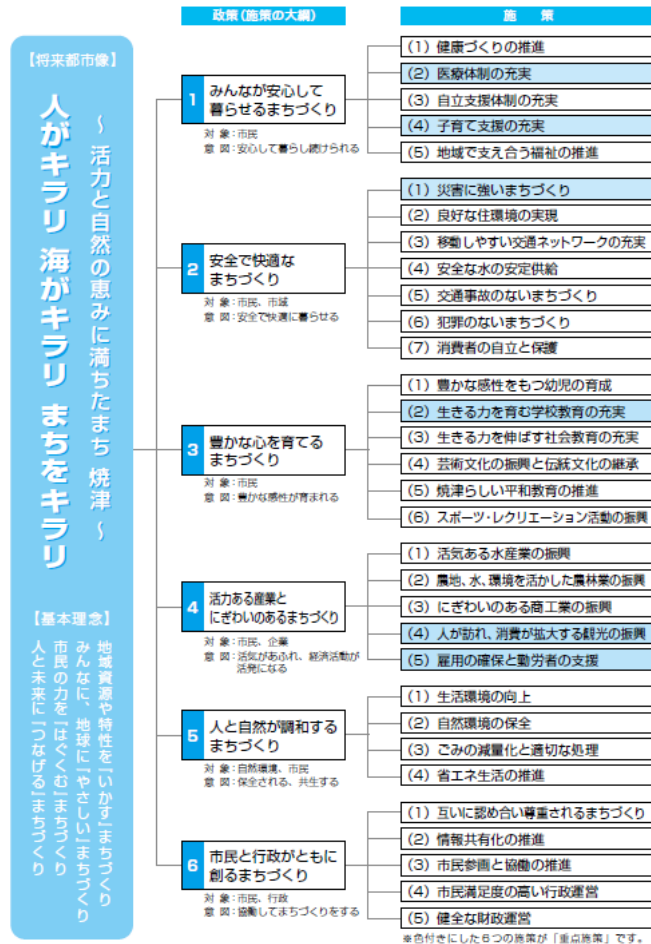 政策(施策の大綱)
施　策
【将来都市像】
人がキラリ 海がキラリ まちをキラリ
～ 活力と自然の恵みに満ちたまち 焼津 ～
【基本理念】
地域資源や特性を『いかす』まちづくり
みんなに、地球に『やさしい』まちづくり
市民の力を『はぐくむ』まちづくり
人と未来に『つなげる』まちづくり
1 みんなが安心して
暮らせるまちづくり
対 象：市民
意 図：安心して暮らし続けられる
(1) 健康づくりの推進
(2) 医療体制の充実
(3) 自立支援体制の充実
(4) 子育て支援の充実
(5) 地域で支え合う福祉の推進
2 安全で快適な
まちづくり
対 象：市民、市域
意 図：安全で快適に暮らせる
(1) 災害に強いまちづくり
(2) 良好な住環境の実現
(3) 移動しやすい交通ネットワークの充実
(4) 安全な水の安定供給
(5) 交通事故のないまちづくり
(6) 犯罪のないまちづくり
(7) 消費者の自立と保護
3 豊かな心を育てる
まちづくり
対 象：市民
意 図：豊かな感性が育まれる
(1) 豊かな感性をもつ幼児の育成
(2) 生きる力を育む学校教育の充実
(3) 生きる力を伸ばす社会教育の充実
(4) 芸術文化の振興と伝統文化の継承
(5) 焼津らしい平和教育の推進
(6) スポーツ・レクリエーション活動の振興
4 活力ある産業と
にぎわいのあるまちづくり
対 象：市民、企業
意 図：活気があふれ、経済活動が
活発になる
(1) 活気ある水産業の振興
(2) 農地、水、環境を活かした農林業の振興
(3) にぎわいのある商工業の振興
(4) 人が訪れ、消費が拡大する観光の振興
(5) 雇用の確保と勤労者の支援
5 人と自然が調和する
まちづくり
対 象：自然環境、市民
意 図：保全される、共生する
(1) 生活環境の向上
(2) 自然環境の保全
(3) ごみの減量化と適切な処理
(4) 省エネ生活の推進
6 市民と行政がともに
創るまちづくり
対 象：市民、行政
意 図：協働してまちづくりをする
(1) 互いに認め合い尊重されるまちづくり
(2) 情報共有化の推進
(3) 市民参画と協働の推進
(4) 市民満足度の高い行政運営
(5) 健全な財政運営
※色付きにした6つの施策が「重点施策」です。